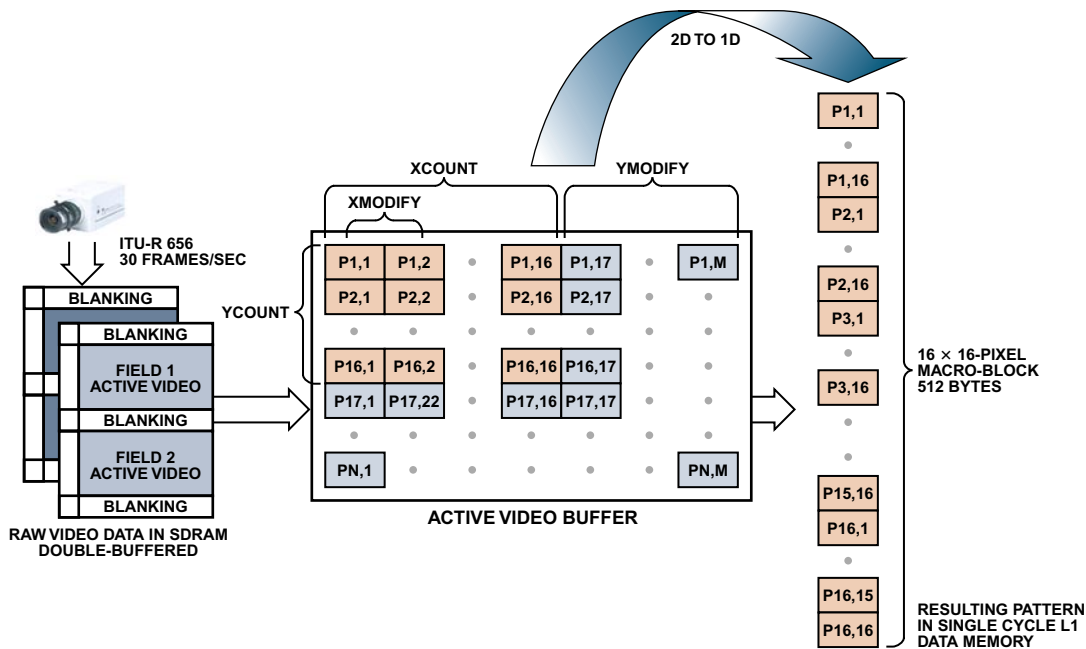 2D TO 1D
ITU-R 656
30 FRAMES/SEC
BLANKING
BLANKING
FIELD 1
ACTIVE VIDEO
BLANKING
FIELD 2
ACTIVE VIDEO
BLANKING
RAW VIDEO DATA IN SDRAM
DOUBLE-BUFFERED
XCOUNT
YMODIFY
XMODIFY
YCOUNT
P1,1 P1,2 P1,16 P1,17 P1,M
P2,1 P2,2 P2,16 P2,17
P16,1 P16,2 P16,16 P16,17
P17,1 P17,22 P17,16 P17,17
PN,1 PN,M
ACTIVE VIDEO BUFFER
P1,1
P1,16
P2,1
P2,16
P3,1
P3,16
P15,16
P16,1
P16,15
P16,16
16 × 16-PIXEL
MACRO-BLOCK
512 BYTES
RESULTING PATTERN
IN SINGLE CYCLE L1
DATA MEMORY